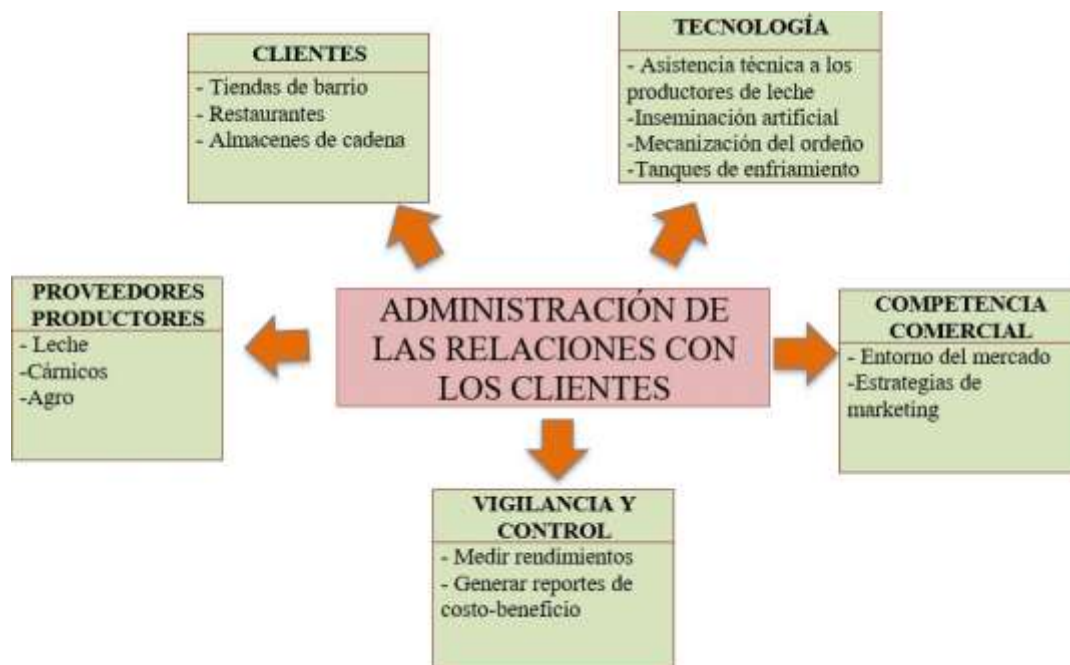 CLIENTES
- Tiendas de barrio
- Restaurantes
- Almacenes de cadena
TECNOLOGÍA
- Asistencia técnica a los
productores de leche
-Inseminación artificial
-Mecanización del ordeño
-Tanques de enfriamiento
PROVEEDORES
PRODUCTORES
- Leche
-Cárnicos
-Agro
ADMINISTRACIÓN DE
LAS RELACIONES CON
LOS CLIENTES
COMPETENCIA
COMERCIAL
- Entorno del mercado
-Estrategias de
marketing
VIGILANCIA Y
CONTROL
- Medir rendimientos
- Generar reportes de
costo-beneficio